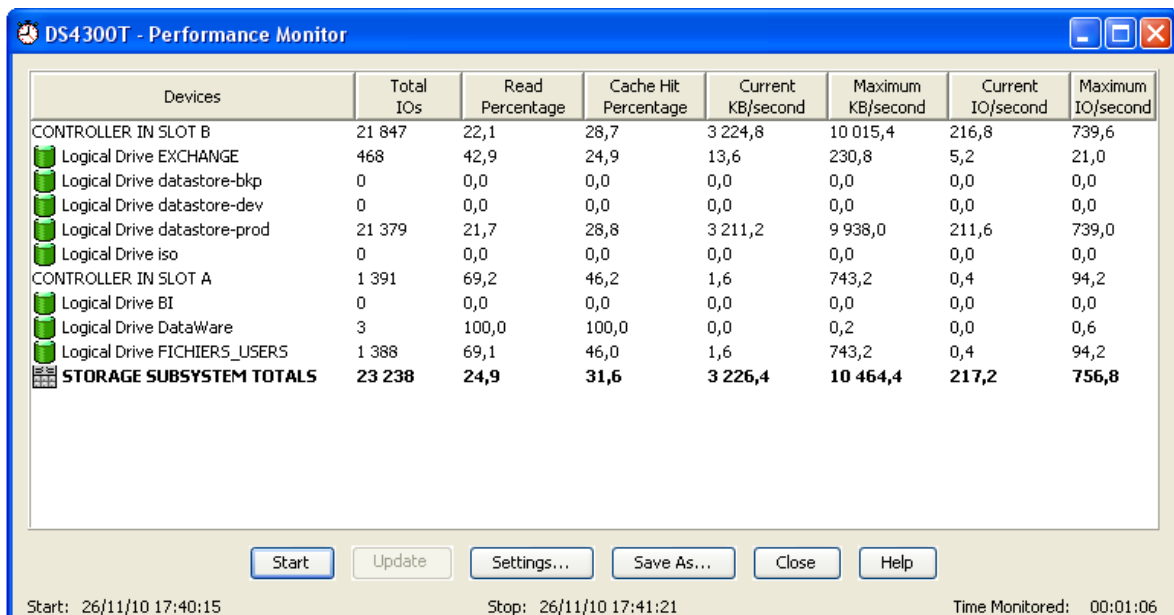 DS4300T - Performance Monitor
Devices Total IOs Read Percentage Cache Hit Percentage Current KB/second Maximum KB/second Current IO/second Maximum IO/second
CONTROLLER IN SLOT B 21 847 22,1 28,7 3 224,8 10 015,4 216,8 739,6
Logical Drive EXCHANGE 468 42,9 24,9 13,6 230,8 5,2 21,0
Logical Drive datastore-bkp 0 0,0 0,0 0,0 0,0 0,0 0,0
Logical Drive datastore-dev 0 0,0 0,0 0,0 0,0 0,0 0,0
Logical Drive datastore-prod 21 379 21,7 28,8 3 211,2 9 938,0 211,6 739,0
Logical Drive iso 0 0,0 0,0 0,0 0,0 0,0 0,0
CONTROLLER IN SLOT A 1 391 69,2 46,2 1,6 743,2 0,4 94,2
Logical Drive BI 0 0,0 0,0 0,0 0,0 0,0 0,0
Logical Drive DataWare 3 100,0 100,0 0,0 0,2 0,0 0,6
Logical Drive FICHIERS_USERS 1 388 69,1 46,0 1,6 743,2 0,4 94,2
STORAGE SUBSYSTEM TOTALS 23 238 24,9 31,6 3 226,4 10 464,4 217,2 756,8
Start Update Settings... Save As... Close Help
Start: 26/11/10 17:40:15 Stop: 26/11/10 17:41:21 Time Monitored: 00:01:06